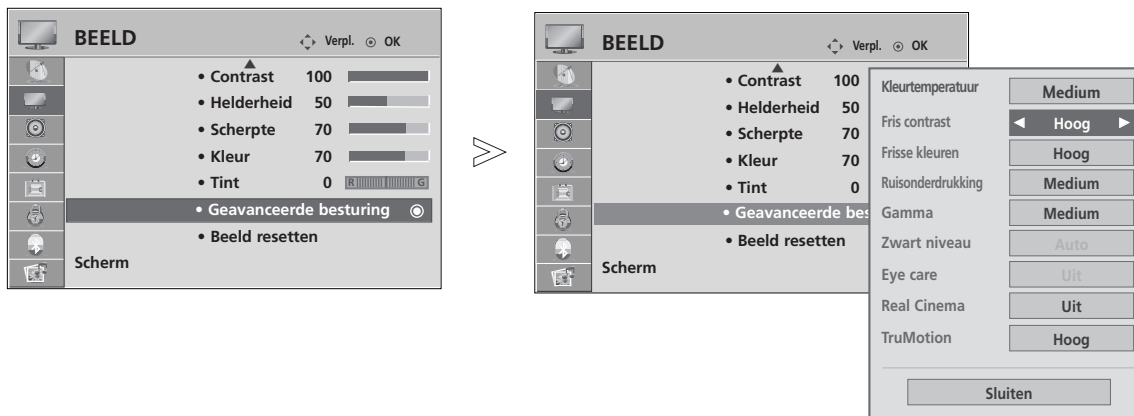 BEELD Verpl. OK
• Contrast 100
• Helderheid 50
• Scherpte 70
• Kleur 70
• Tint 0 R G
• Geavanceerde besturing
• Beeld resetten
Scherm
BEELD Verpl. OK
• Contrast 100
• Helderheid 50
• Scherpte 70
• Kleur 70
• Tint 0
• Geavanceerde bes
• Beeld resetten
Scherm
Kleurtemperatuur Medium
Fris contrast ◀ Hoog ▶
Frisse kleuren Hoog
Ruisonderdrukking Medium
Gamma Medium
Zwart niveau Auto
Eye care Uit
Real Cinema Uit
TruMotion Hoog
Sluiten